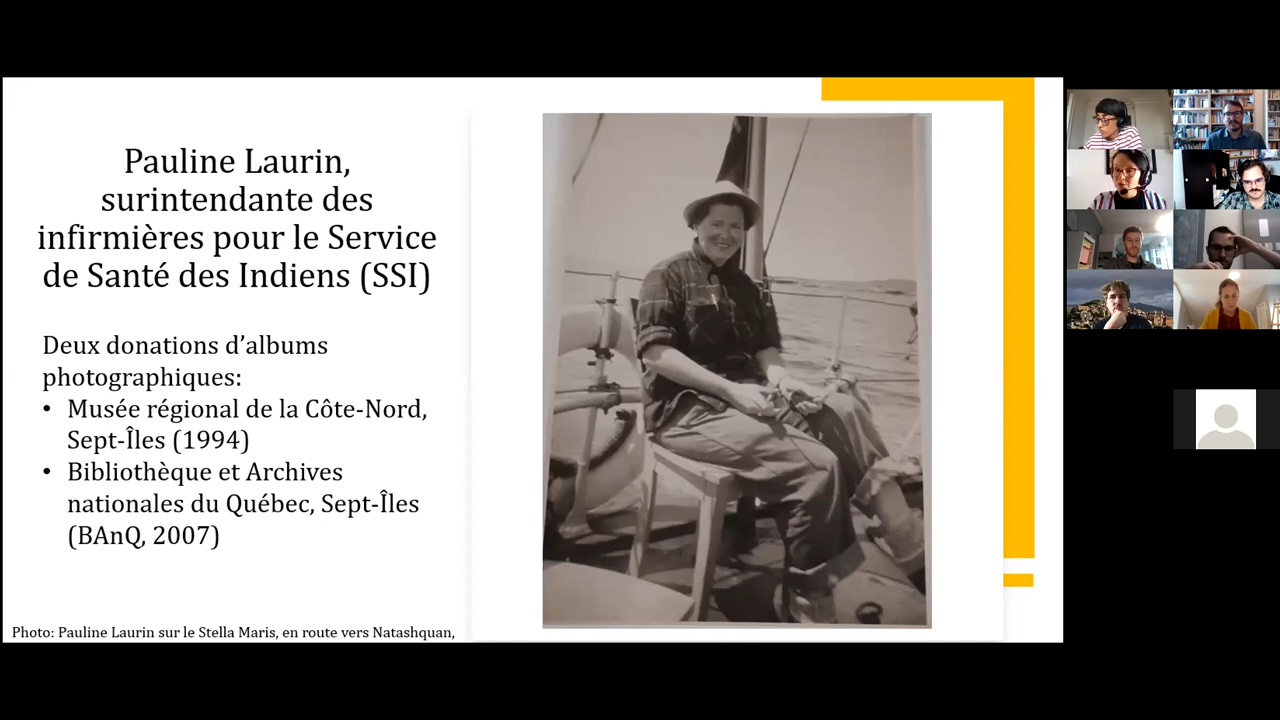 Pauline Laurin,
surintendante des
infirmières pour le Service
de Santé des Indiens (SSI)
Deux donations d’albums
photographiques:
• Musée régional de la Côte-Nord,
Sept-Îles (1994)
• Bibliothèque et Archives
nationales du Québec, Sept-Îles
(BAnQ, 2007)
Photo: Pauline Laurin sur le Stella Maris, en route vers Natashquan,